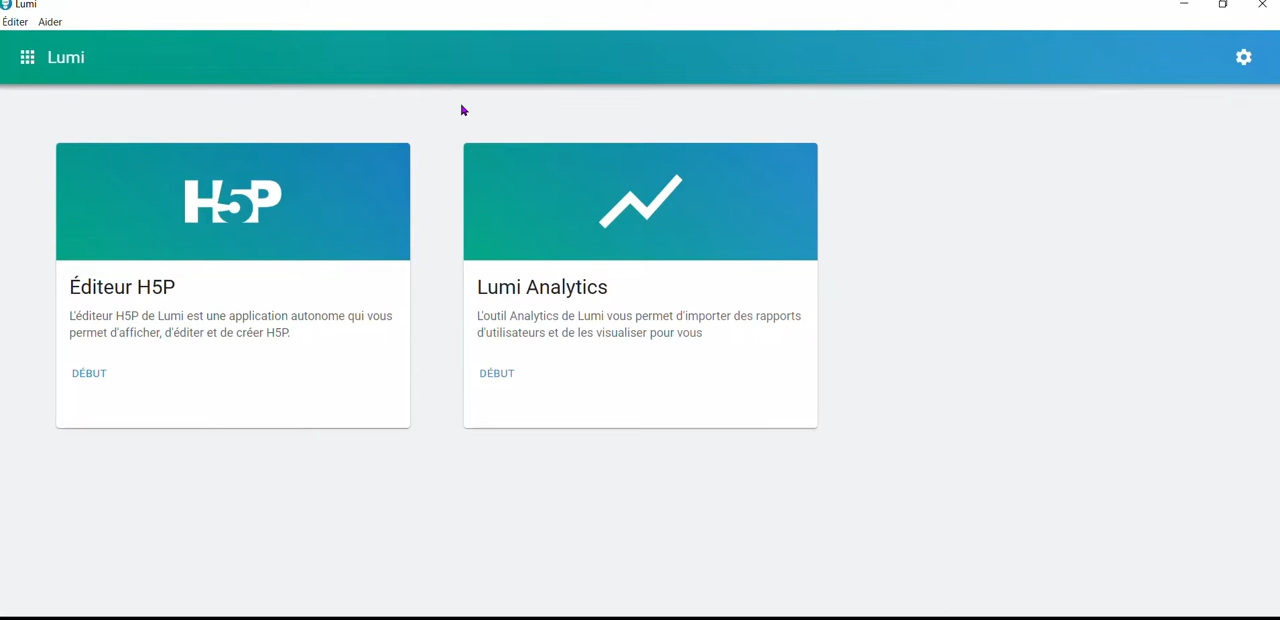 Lumi
Éditer Aider
Lumi
H5P
Éditeur H5P
L'éditeur H5P de Lumi est une application autonome qui vous
permet d'afficher, d'éditer et de créer H5P.
DÉBUT
Lumi Analytics
L'outil Analytics de Lumi vous permet d'importer des rapports
d'utilisateurs et de les visualiser pour vous
DÉBUT